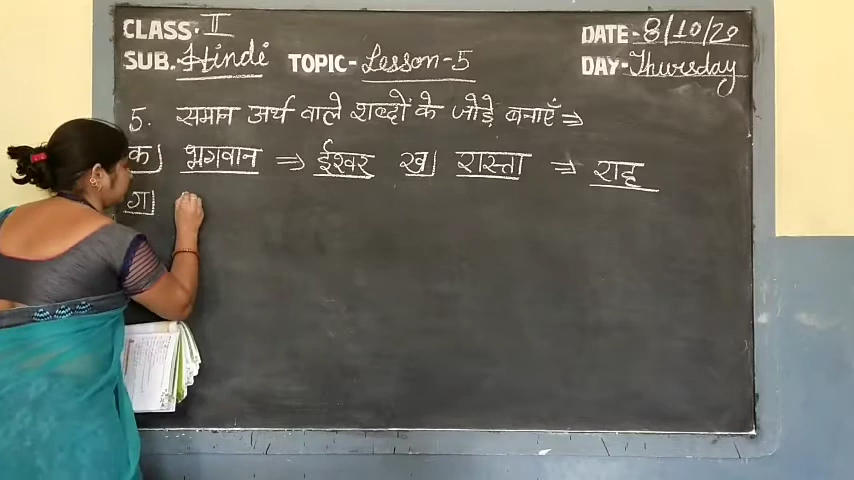 CLASS- II DATE- 8/10/20
SUB.- Hindi TOPIC- Lesson-5 DAY- Thursday
5. समान अर्थ वाले शब्दों के जोड़े बनाएँ ⇒
क] भगवान ⇒ ईश्वर ख] रास्ता ⇒ राह
ग]